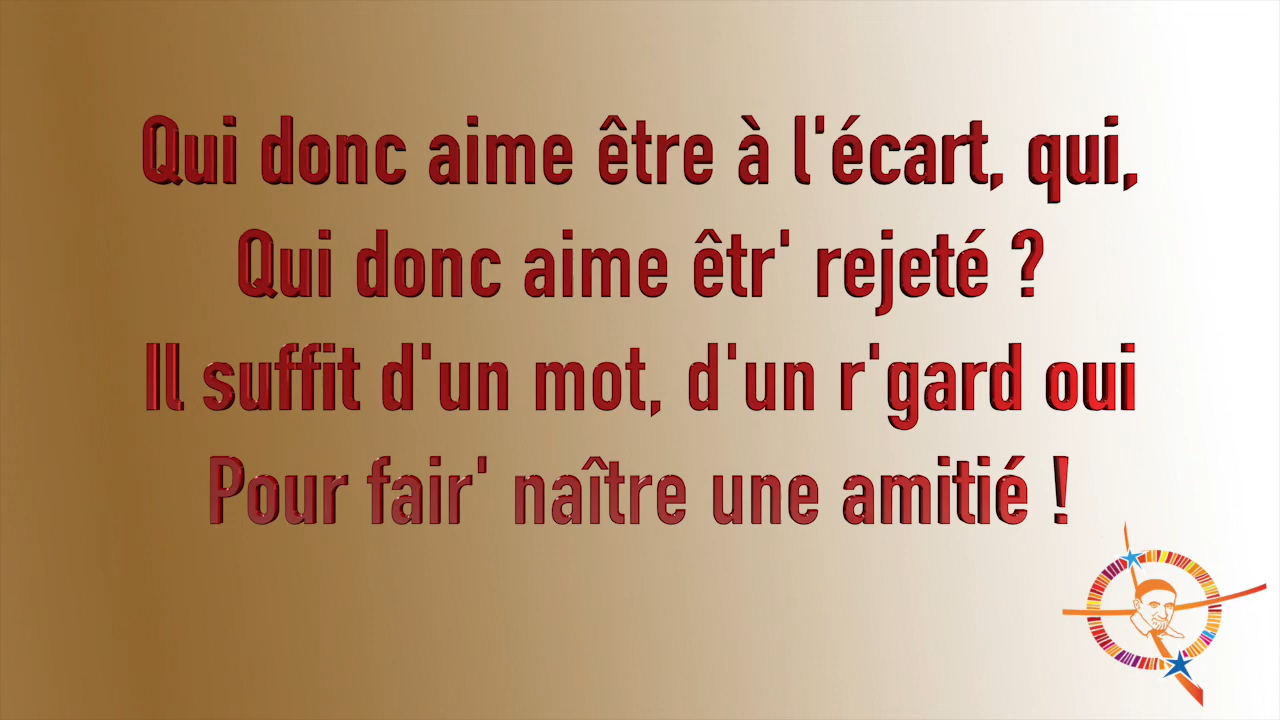 Qui donc aime être à l'écart, qui,
Qui donc aime êtr' rejeté ?
Il suffit d'un mot, d'un r'gard oui
Pour fair' naître une amitié !